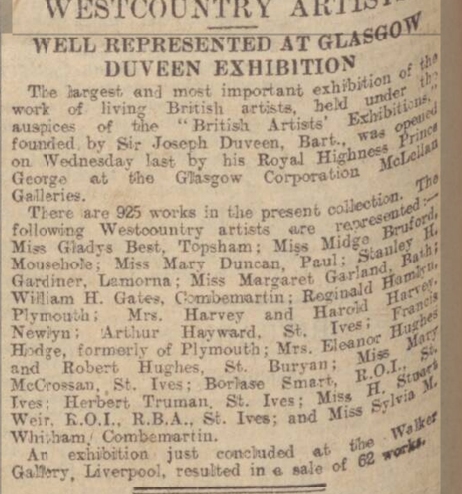 WESTCOUNTRY ARTIS
WELL REPRESENTED AT GLASGOW
DUVEEN EXHIBITION
The largest and most important exhibition of the
work of living British artists, held under the
auspices of the "British Artists' Exhibitions,"
founded by Sir Joseph Duveen, Bart., was opened
on Wednesday last by his Royal Highness Prince
George at the Glasgow Corporation McLellan
Galleries.
There are 925 works in the present collection. The
following Westcountry artists are represented:—
Miss Gladys Best, Topsham; Miss Midge Bruford,
Mousehole; Miss Mary Duncan, Paul; Stanley H.
Gardiner, Lamorna; Miss Margaret Garland, Bath;
William H. Gates, Combemartin; Reginald Hamlyn,
Plymouth; Mrs. Harvey and Harold Harvey,
Newlyn; Arthur Hayward, St. Ives; Francis
Hodge, formerly of Plymouth; Mrs. Eleanor Hughes
and Robert Hughes, St. Buryan; Miss Mary
McCrossan, St. Ives; Borlase Smart, R.O.I., St.
Ives; Herbert Truman, St. Ives; Miss H. Stuart
Weir, R.O.I., R.B.A., St. Ives; and Miss Sylvia M.
Whitham, Combemartin.
An exhibition just concluded at the Walker
Gallery, Liverpool, resulted in a sale of 62 works.